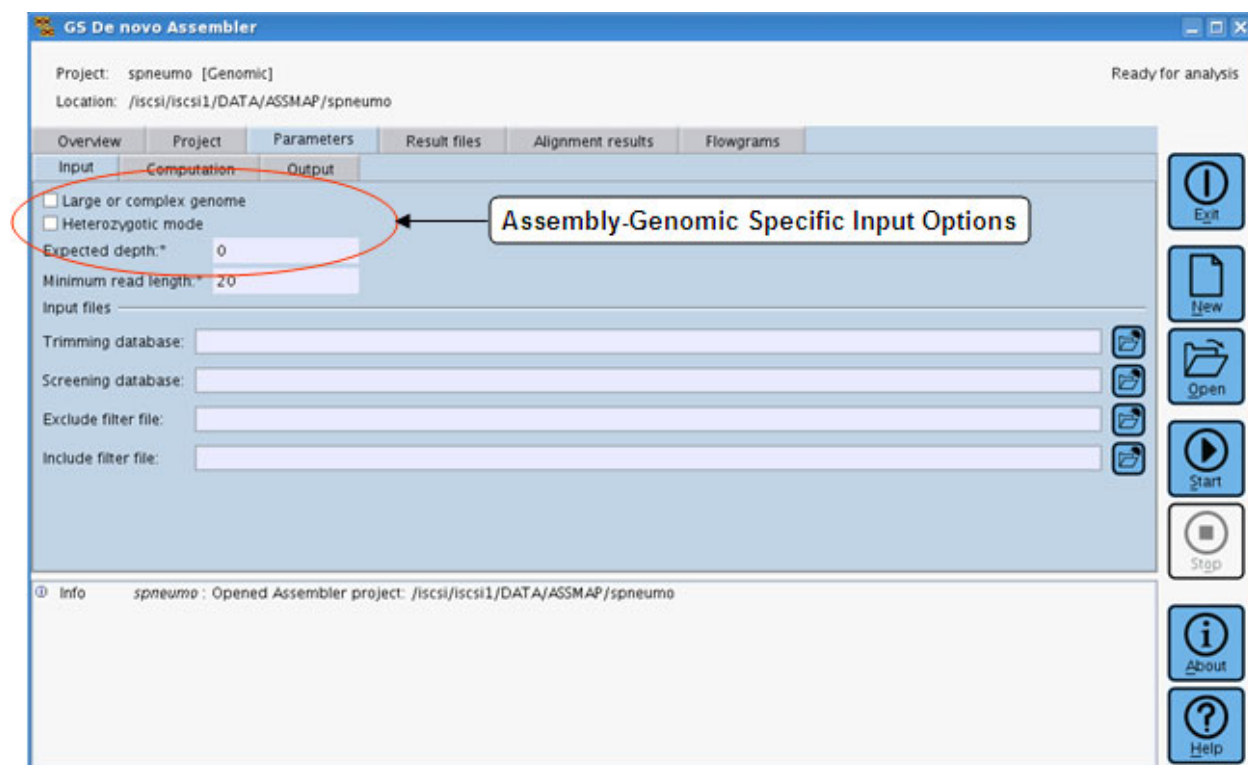 GS De novo Assembler
Project: spneumo [Genomic]
Ready for analysis
Location: /iscsi/iscsi1/DATA/ASSMAP/spneumo
Overview Project Parameters Result files Alignment results Flowgrams
Input Computation Output
Large or complex genome
Heterozygotic mode
Assembly-Genomic Specific Input Options
Expected depth:* 0
Minimum read length:* 20
Input files
Trimming database:
Screening database:
Exclude filter file:
Include filter file:
Info spneumo : Opened Assembler project: /iscsi/iscsi1/DATA/ASSMAP/spneumo
Exit
New
Open
Start
Stop
About
Help